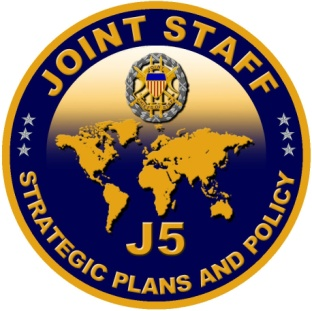 JOINT STAFF
J5
STRATEGIC PLANS AND POLICY